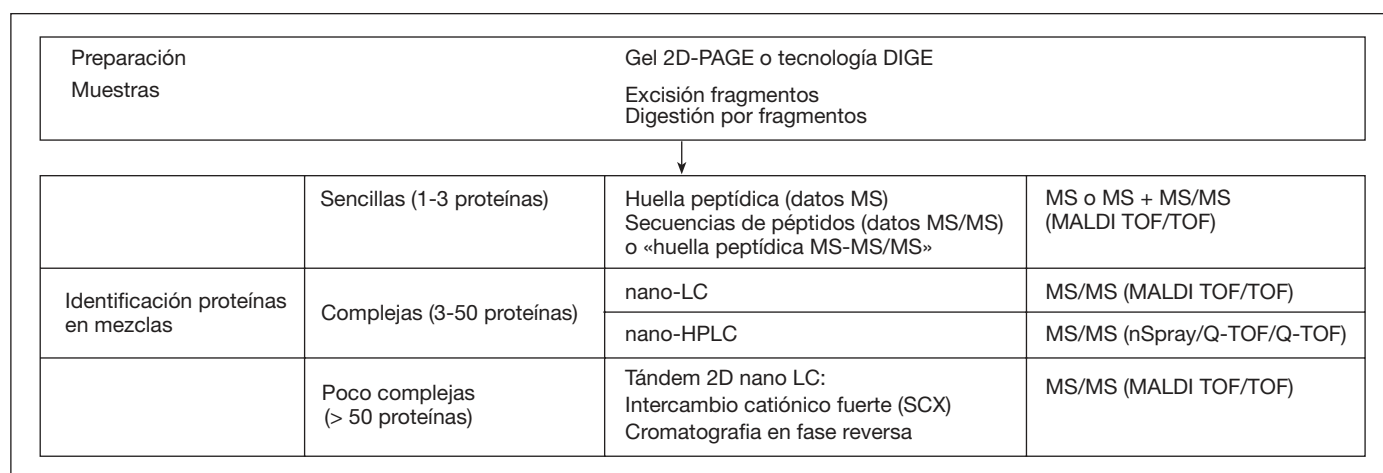 Preparación
Gel 2D-PAGE o tecnología DIGE
Muestras
Excisión fragmentos
Digestión por fragmentos
Sencillas (1-3 proteínas)
Huella peptídica (datos MS)
Secuencias de péptidos (datos MS/MS)
o «huella peptídica MS-MS/MS»
MS o MS + MS/MS
(MALDI TOF/TOF)
Identificación proteínas
en mezclas
Complejas (3-50 proteínas)
nano-LC
MS/MS (MALDI TOF/TOF)
nano-HPLC
MS/MS (nSpray/Q-TOF/Q-TOF)
Poco complejas
(> 50 proteínas)
Tándem 2D nano LC:
Intercambio catiónico fuerte (SCX)
Cromatografia en fase reversa
MS/MS (MALDI TOF/TOF)